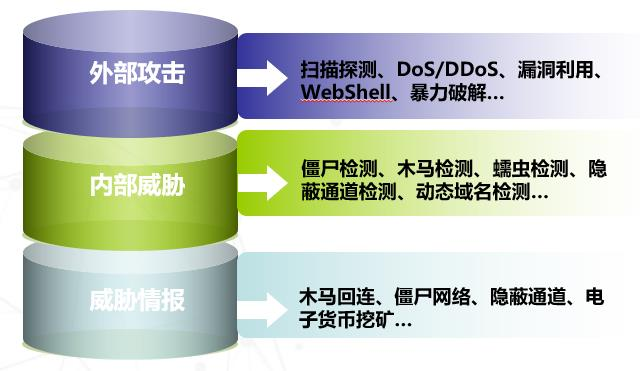 外部攻击
扫描探测、DoS/DDoS、漏洞利用、
WebShell、暴力破解...
内部威胁
僵尸检测、木马检测、蠕虫检测、隐
蔽通道检测、动态域名检测...
威胁情报
木马回连、僵尸网络、隐蔽通道、电
子货币挖矿...